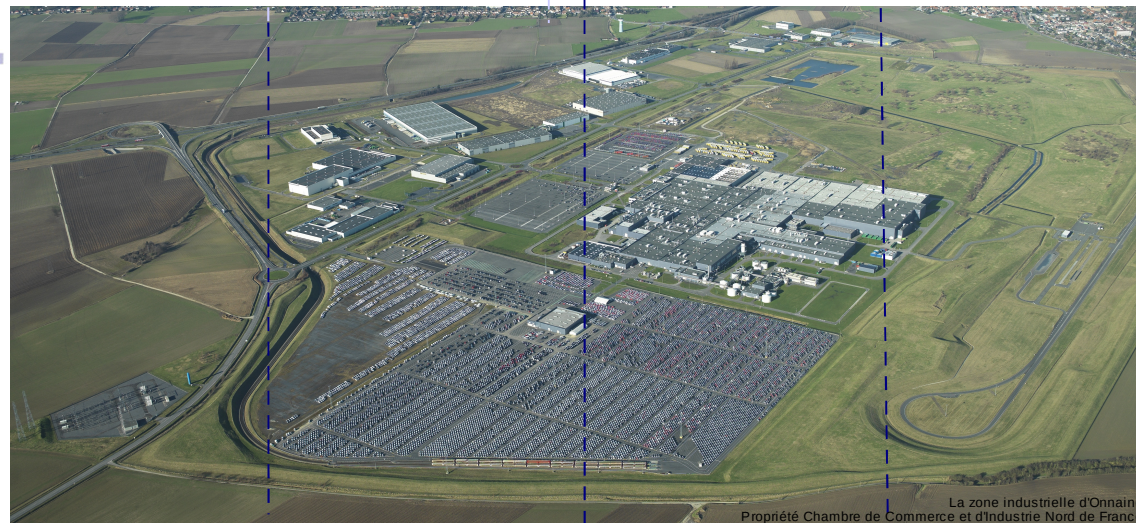 La zone industrielle d'Onnain
Propriété Chambre de Commerce et d'Industrie Nord de Franc